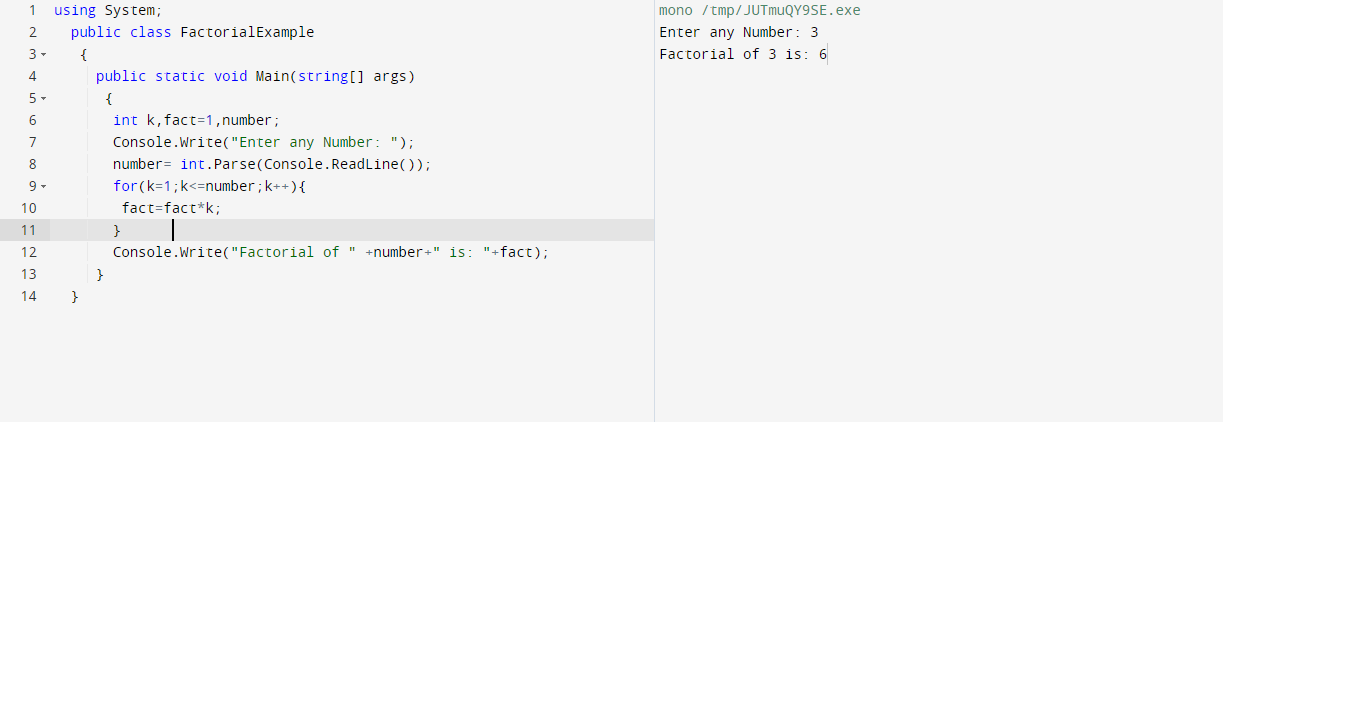 1 using System;
2 public class FactorialExample
3 {
4 public static void Main(string[] args)
5 {
6 int k,fact=1,number;
7 Console.Write("Enter any Number: ");
8 number= int.Parse(Console.ReadLine());
9 for(k=1;k<=number;k++){
10 fact=fact*k;
11 }
12 Console.Write("Factorial of " +number+" is: "+fact);
13 }
14 }
mono /tmp/JUTmuQY9SE.exe
Enter any Number: 3
Factorial of 3 is: 6